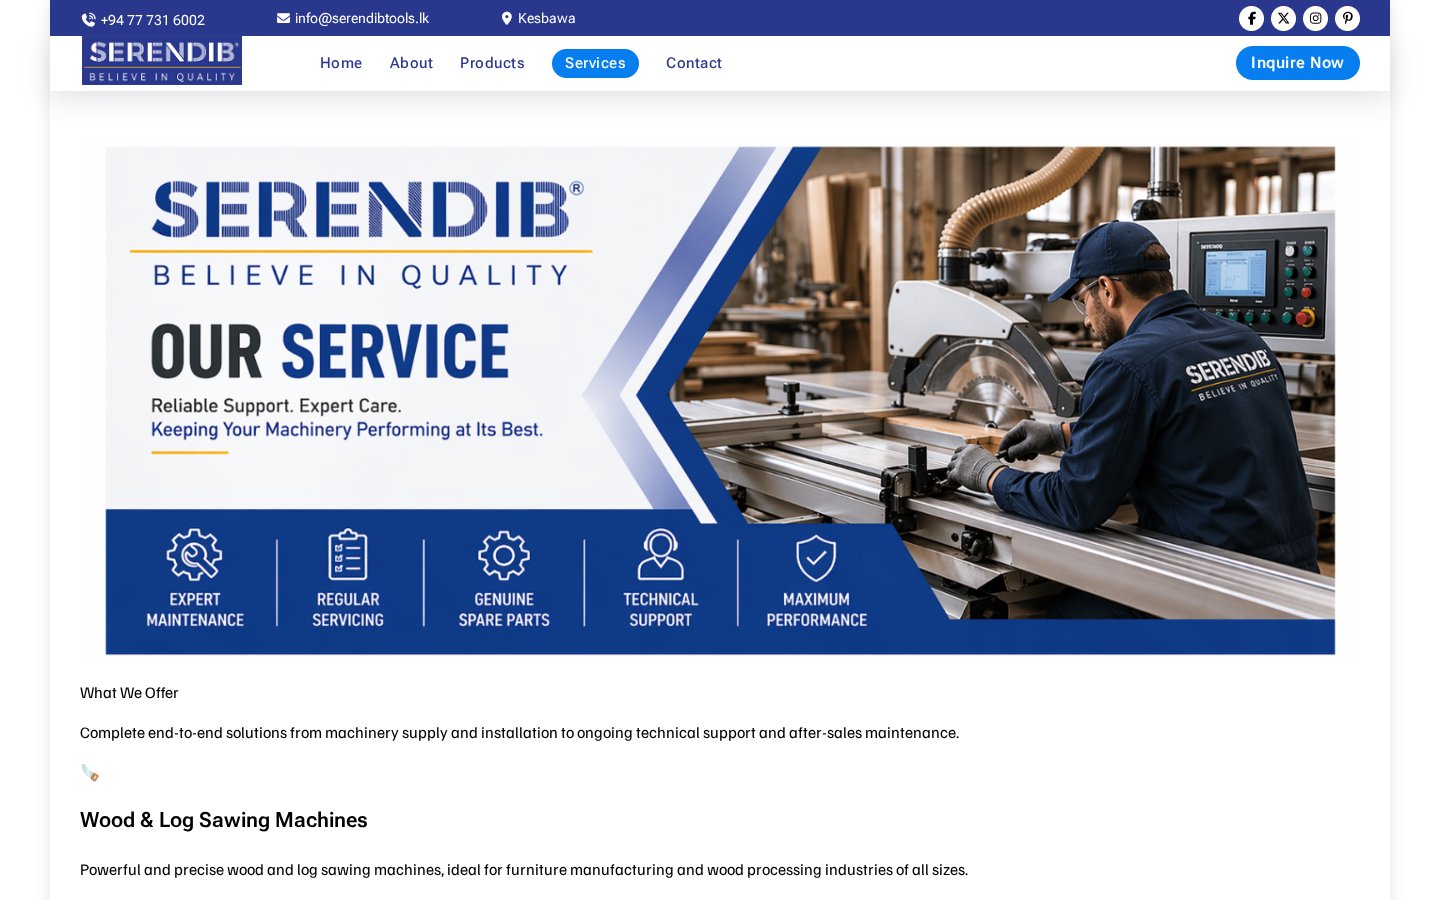 +94 77 731 6002
info@serendibtools.lk
Kesbawa
SERENDIB®
BELIEVE IN QUALITY
Home
About
Products
Services
Contact
Inquire Now
SERENDIB®
BELIEVE IN QUALITY
OUR SERVICE
Reliable Support. Expert Care.
Keeping Your Machinery Performing at Its Best.
SERENDIB®
BELIEVE IN QUALITY
EXPERT
MAINTENANCE
REGULAR
SERVICING
GENUINE
SPARE PARTS
TECHNICAL
SUPPORT
MAXIMUM
PERFORMANCE
What We Offer
Complete end-to-end solutions from machinery supply and installation to ongoing technical support and after-sales maintenance.
Wood & Log Sawing Machines
Powerful and precise wood and log sawing machines, ideal for furniture manufacturing and wood processing industries of all sizes.